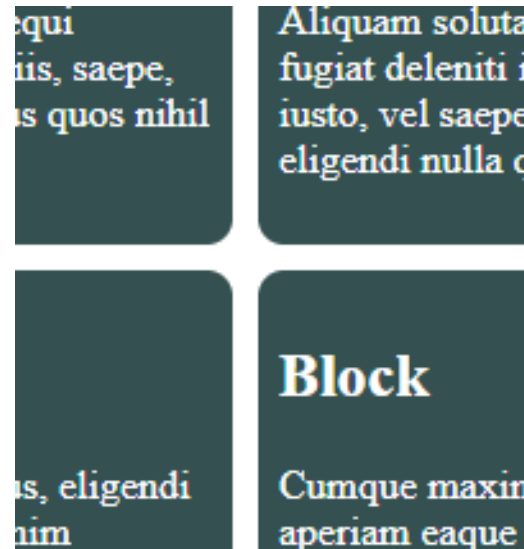 equi
iis, saepe,
us quos nihil
Aliquam soluta
fugiat deleniti
iusto, vel saepe
eligendi nulla
Block
us, eligendi
nim
Cumque maxim
aperiam eaque